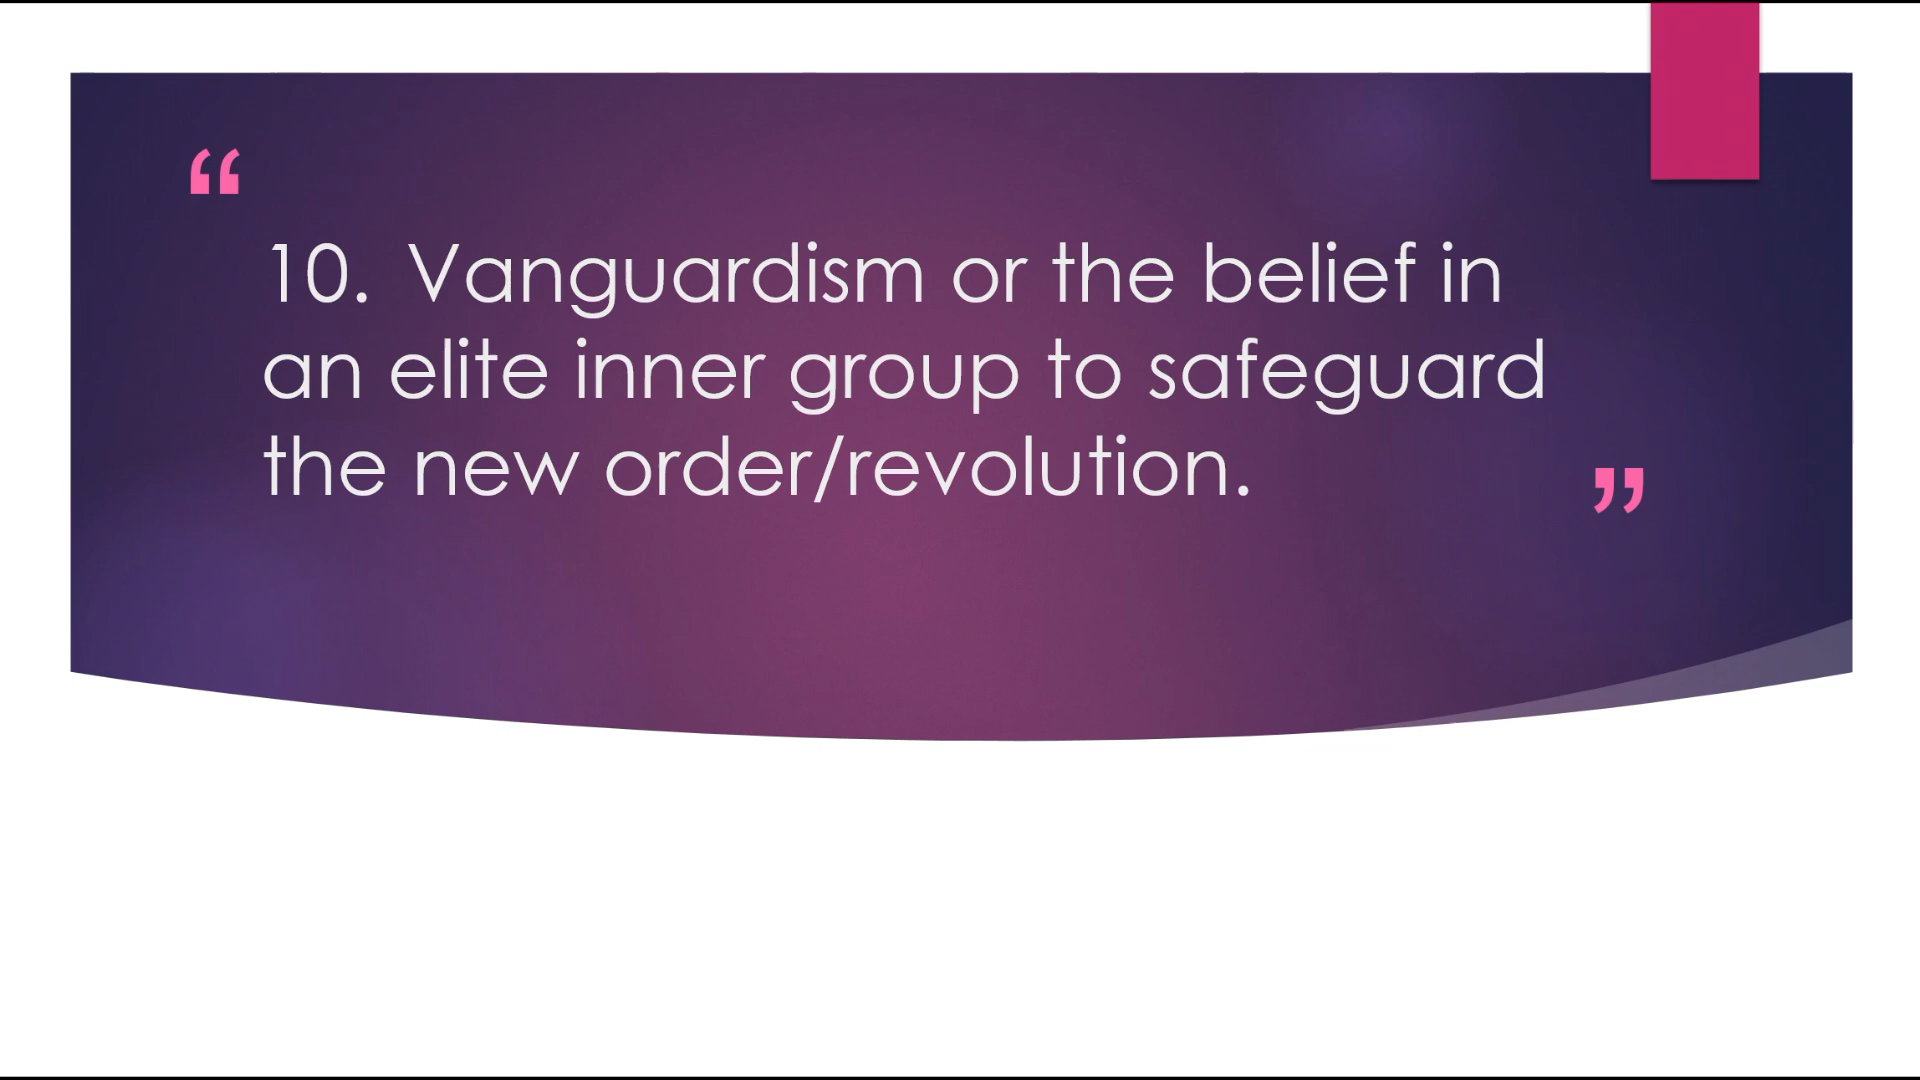 “
10. Vanguardism or the belief in
an elite inner group to safeguard
the new order/revolution.
”